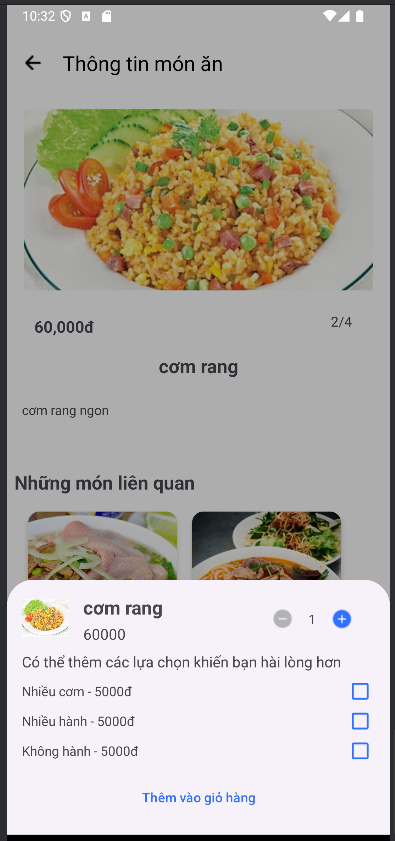 10:32
Thông tin món ăn
60,000đ
2/4
cơm rang
cơm rang ngon
Những món liên quan
cơm rang
1
60000
Có thể thêm các lựa chọn khiến bạn hài lòng hơn
Nhiều cơm - 5000đ
Nhiều hành - 5000đ
Không hành - 5000đ
Thêm vào giỏ hàng